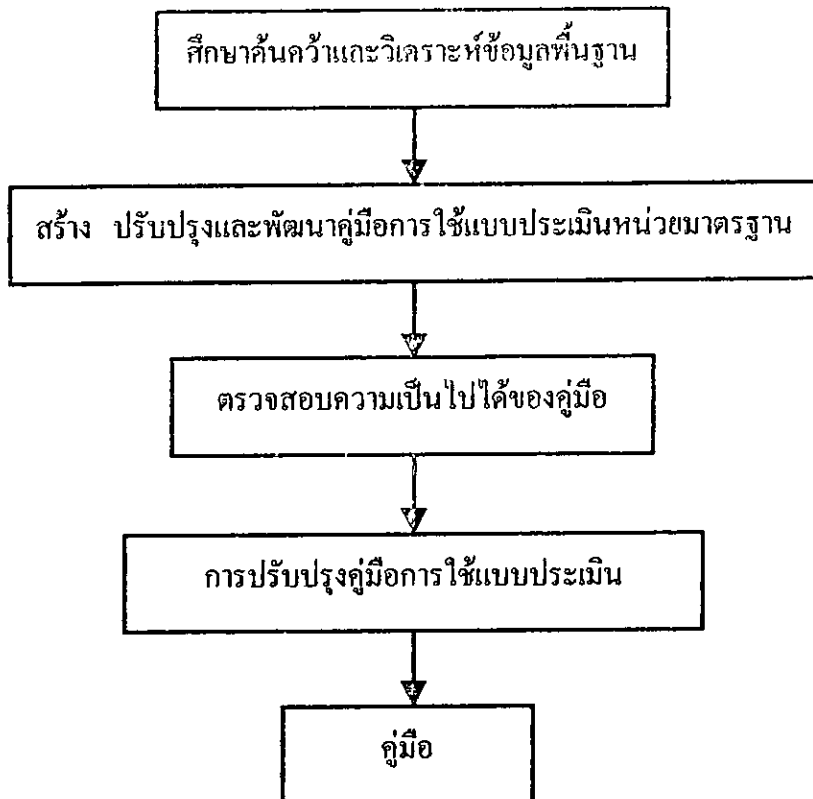 ศึกษาค้นคว้าและวิเคราะห์ข้อมูลพื้นฐาน
สร้าง ปรับปรุงและพัฒนาคู่มือการใช้แบบประเมินหน่วยมาตรฐาน
ตรวจสอบความเป็นไปได้ของคู่มือ
การปรับปรุงคู่มือการใช้แบบประเมิน
คู่มือ